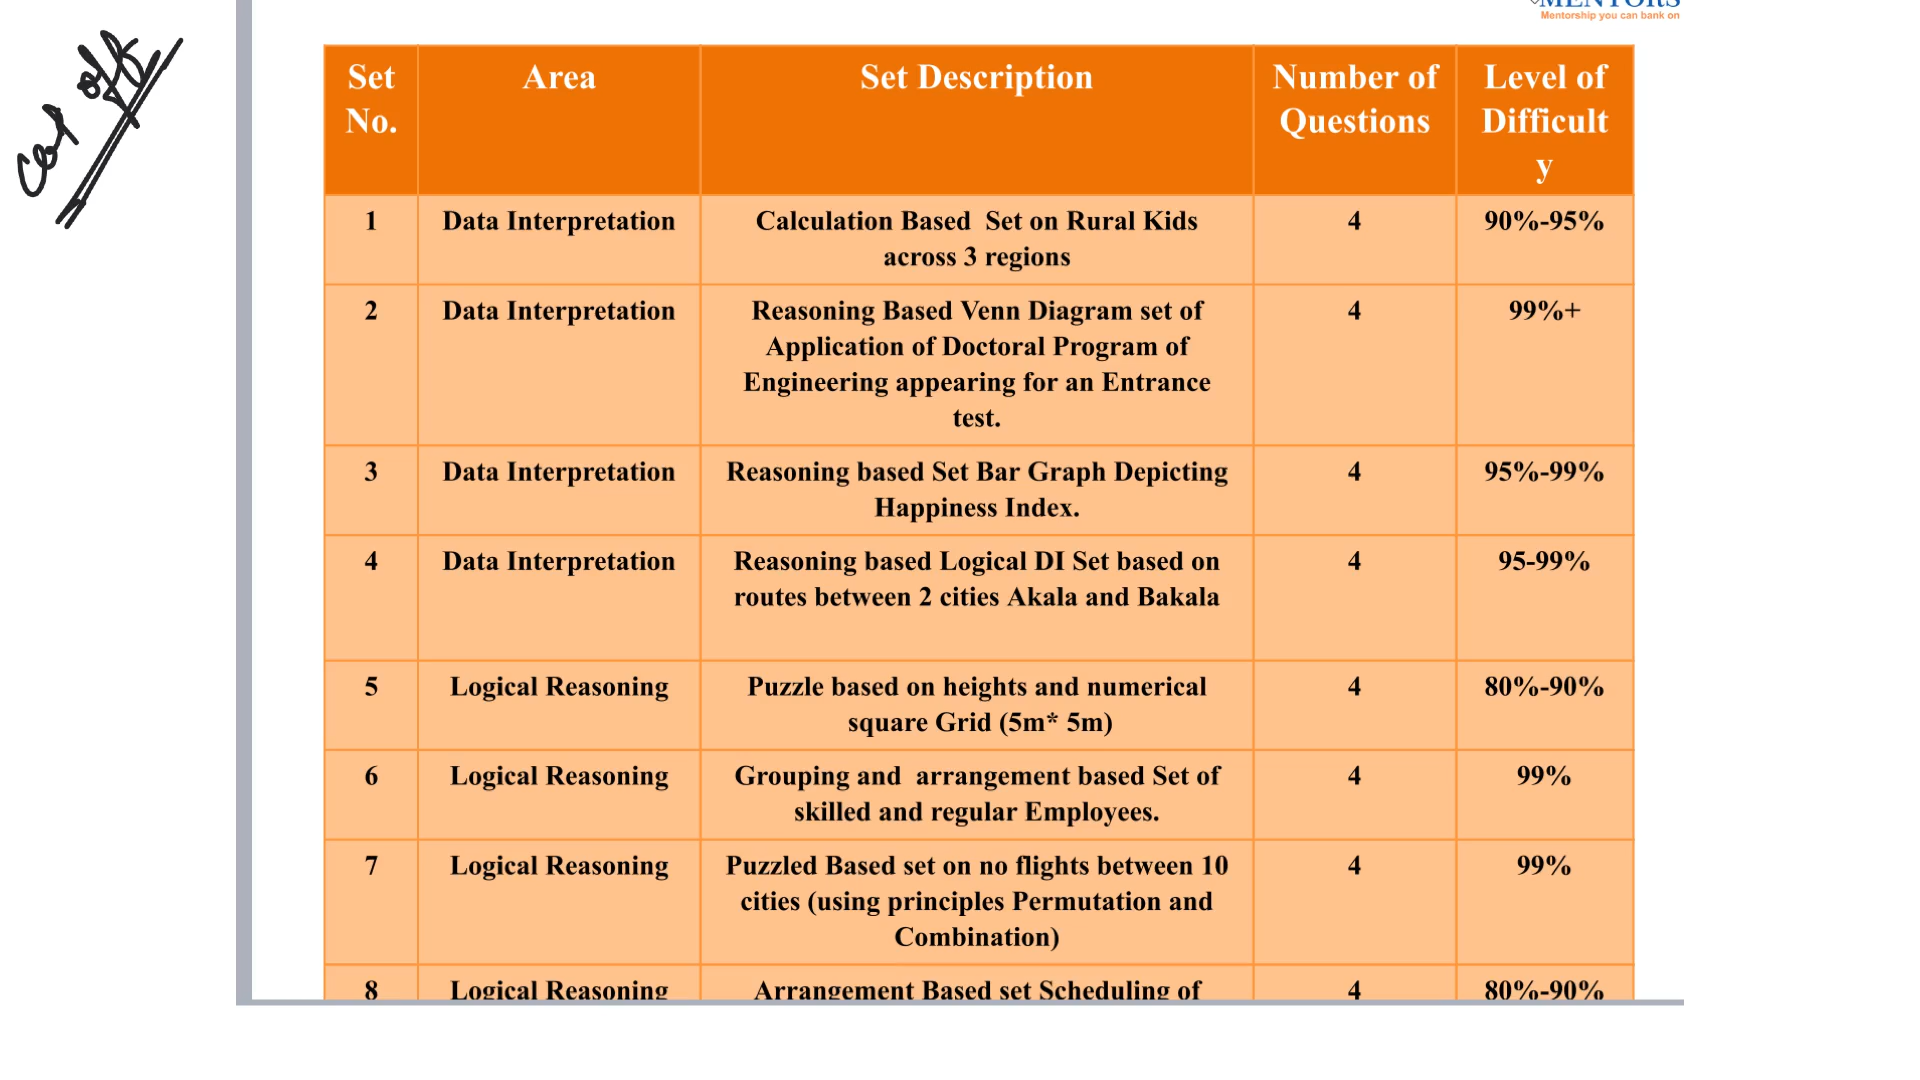 MENTORS
Mentorship you can bank on
Cut off
Set No.
Area
Set Description
Number of Questions
Level of Difficult y
1
Data Interpretation
Calculation Based  Set on Rural Kids
across 3 regions
4
90%-95%
2
Data Interpretation
Reasoning Based Venn Diagram set of
Application of Doctoral Program of
Engineering appearing for an Entrance
test.
4
99%+
3
Data Interpretation
Reasoning based Set Bar Graph Depicting
Happiness Index.
4
95%-99%
4
Data Interpretation
Reasoning based Logical DI Set based on
routes between 2 cities Akala and Bakala
4
95-99%
5
Logical Reasoning
Puzzle based on heights and numerical
square Grid (5m* 5m)
4
80%-90%
6
Logical Reasoning
Grouping and  arrangement based Set of
skilled and regular Employees.
4
99%
7
Logical Reasoning
Puzzled Based set on no flights between 10
cities (using principles Permutation and
Combination)
4
99%
8
Logical Reasoning
Arrangement Based set Scheduling of
4
80%-90%